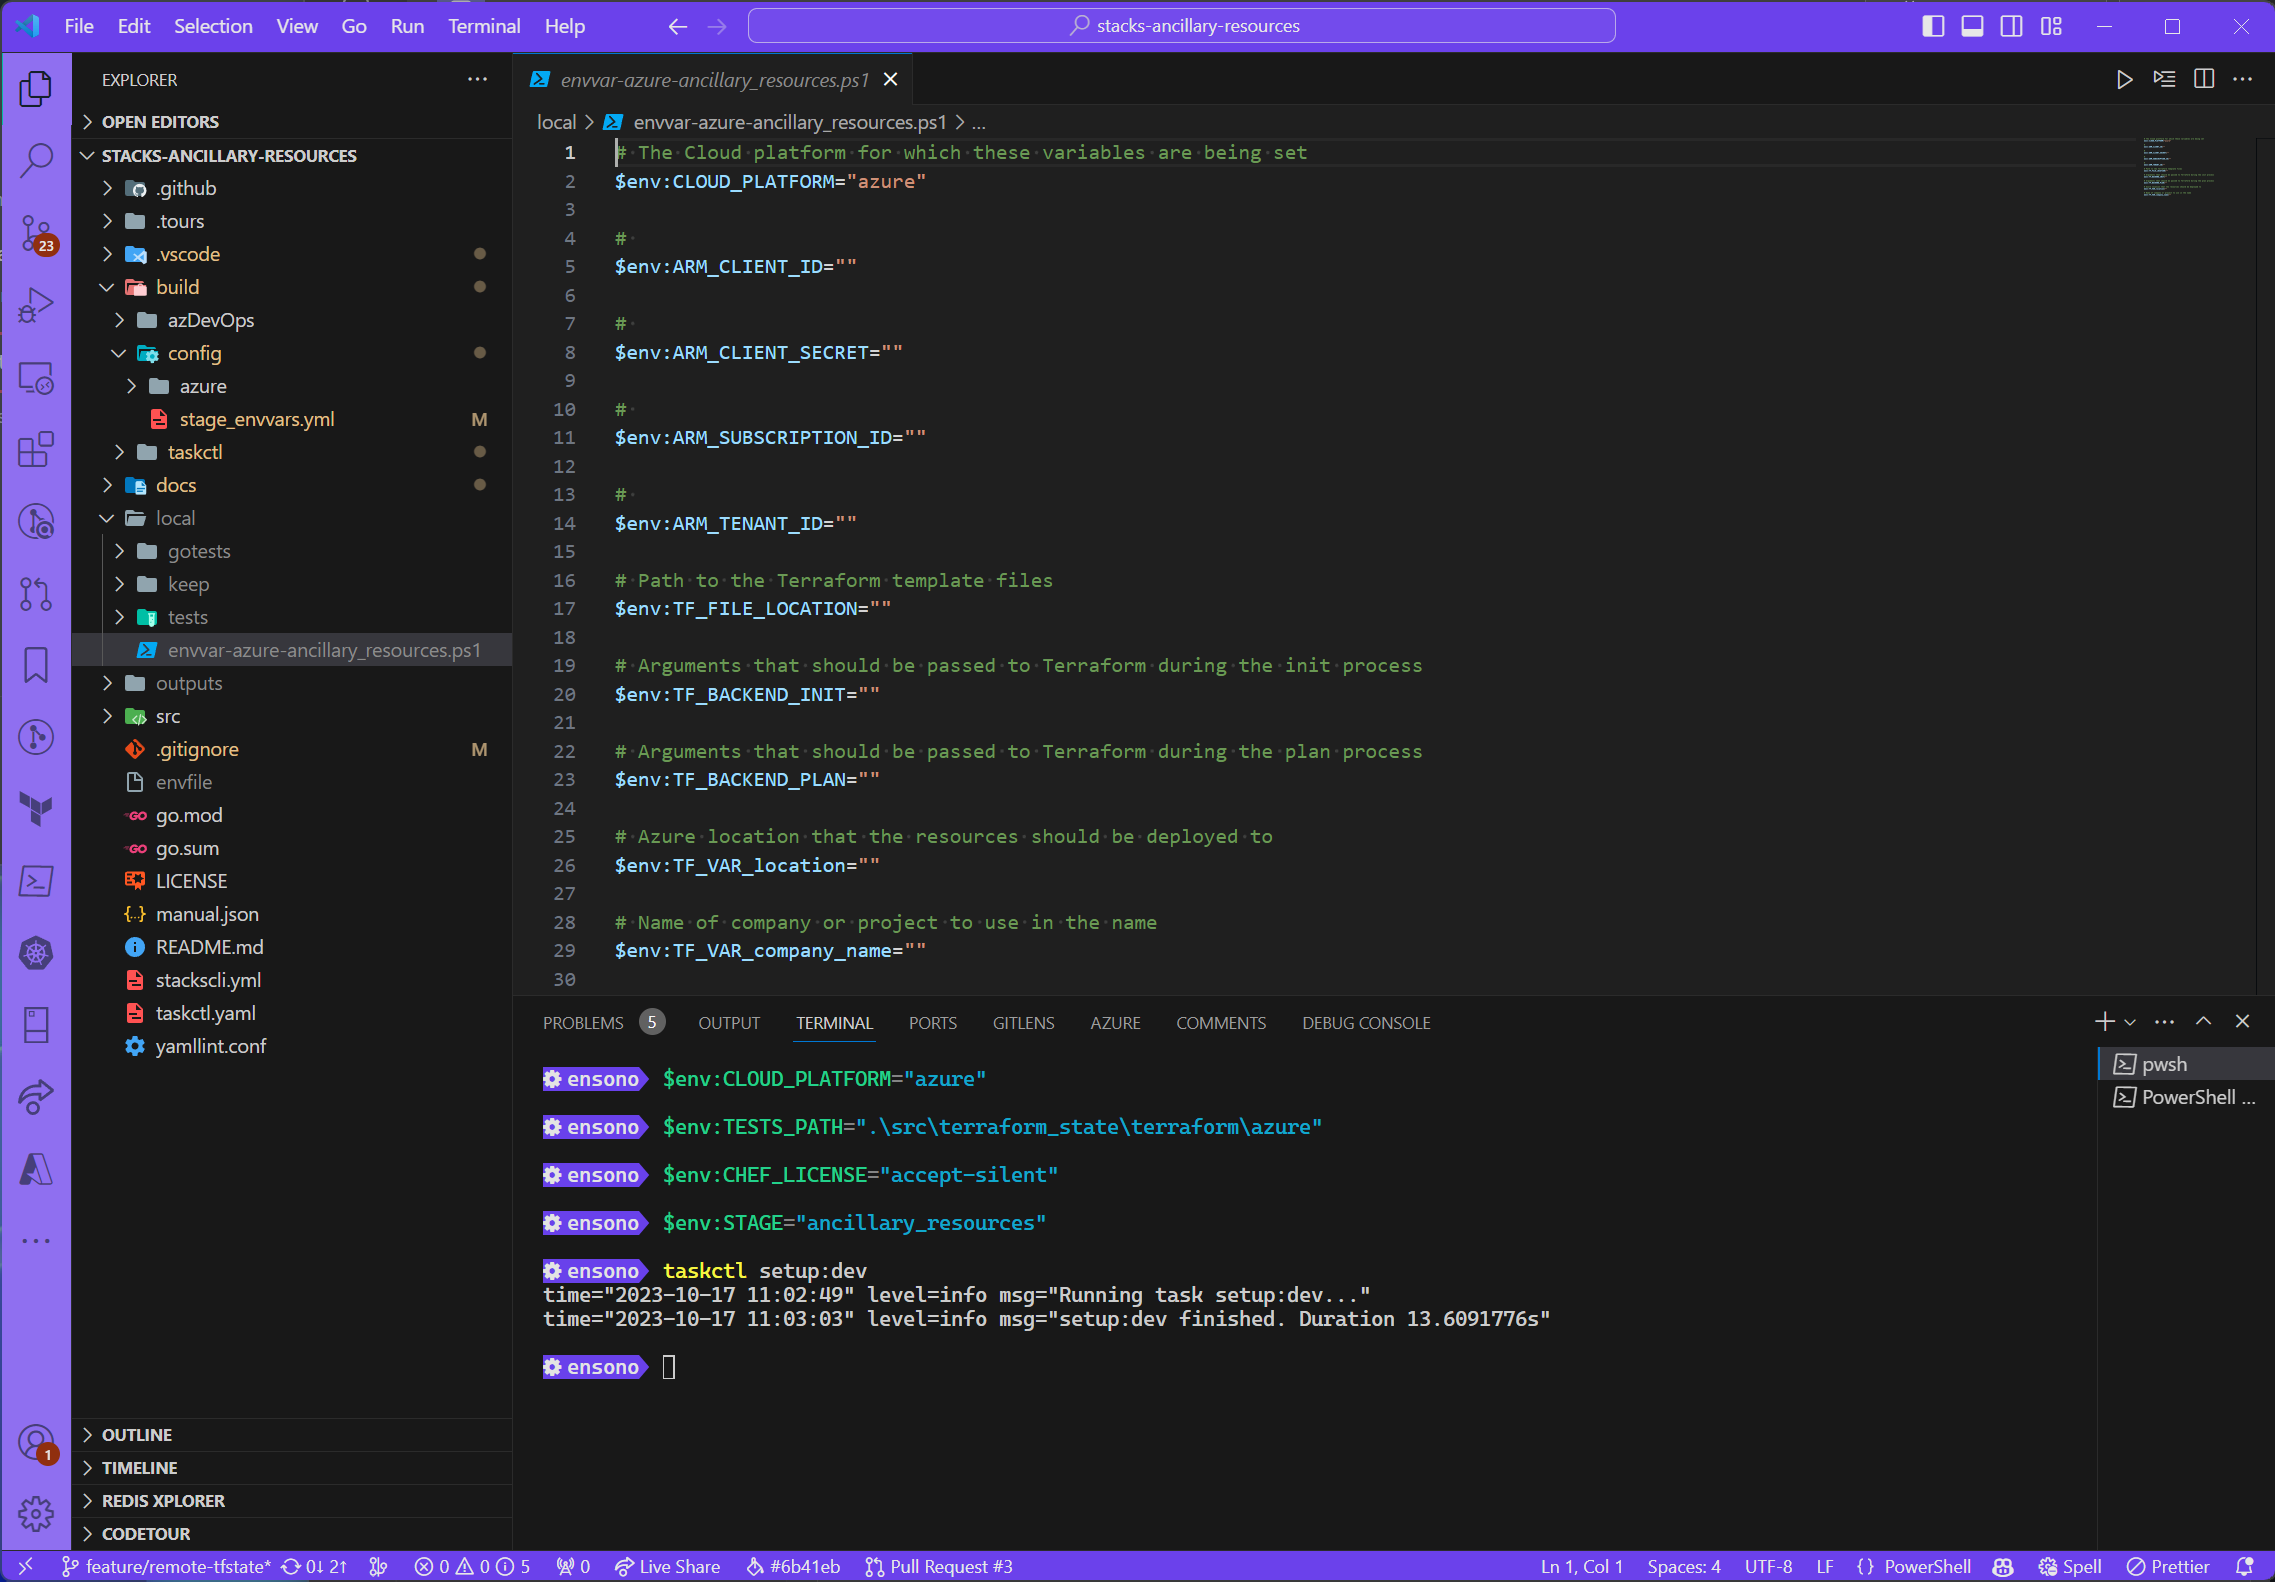 File Edit Selection View Go Run Terminal Help
stacks-ancillary-resources
EXPLORER
OPEN EDITORS
STACKS-ANCILLARY-RESOURCES
.github
.tours
.vscode
build
azDevOps
config
azure
stage_envvars.yml M
taskctl
docs
local
gotests
keep
tests
envvar-azure-ancillary_resources.ps1
outputs
src
.gitignore M
envfile
go.mod
go.sum
LICENSE
manual.json
README.md
stackscli.yml
taskctl.yaml
yamllint.conf
OUTLINE
TIMELINE
REDIS XPLORER
CODETOUR
23
1
envvar-azure-ancillary_resources.ps1
local > envvar-azure-ancillary_resources.ps1 > ...
1 # The Cloud platform for which these variables are being set
2 $env:CLOUD_PLATFORM="azure"
3
4 #
5 $env:ARM_CLIENT_ID=""
6
7 #
8 $env:ARM_CLIENT_SECRET=""
9
10 #
11 $env:ARM_SUBSCRIPTION_ID=""
12
13 #
14 $env:ARM_TENANT_ID=""
15
16 # Path to the Terraform template files
17 $env:TF_FILE_LOCATION=""
18
19 # Arguments that should be passed to Terraform during the init process
20 $env:TF_BACKEND_INIT=""
21
22 # Arguments that should be passed to Terraform during the plan process
23 $env:TF_BACKEND_PLAN=""
24
25 # Azure location that the resources should be deployed to
26 $env:TF_VAR_location=""
27
28 # Name of company or project to use in the name
29 $env:TF_VAR_company_name=""
30
PROBLEMS 5 OUTPUT TERMINAL PORTS GITLENS AZURE COMMENTS DEBUG CONSOLE
ensono $env:CLOUD_PLATFORM="azure"
ensono $env:TESTS_PATH=".\src\terraform_state\terraform\azure"
ensono $env:CHEF_LICENSE="accept-silent"
ensono $env:STAGE="ancillary_resources"
ensono taskctl setup:dev
time="2023-10-17 11:02:49" level=info msg="Running task setup:dev..."
time="2023-10-17 11:03:03" level=info msg="setup:dev finished. Duration 13.6091776s"
ensono
pwsh
PowerShell ...
feature/remote-tfstate* 0↓ 2↑ 0 0 5 0 Live Share #6b41eb Pull Request #3 Ln 1, Col 1 Spaces: 4 UTF-8 LF {} PowerShell Spell Prettier